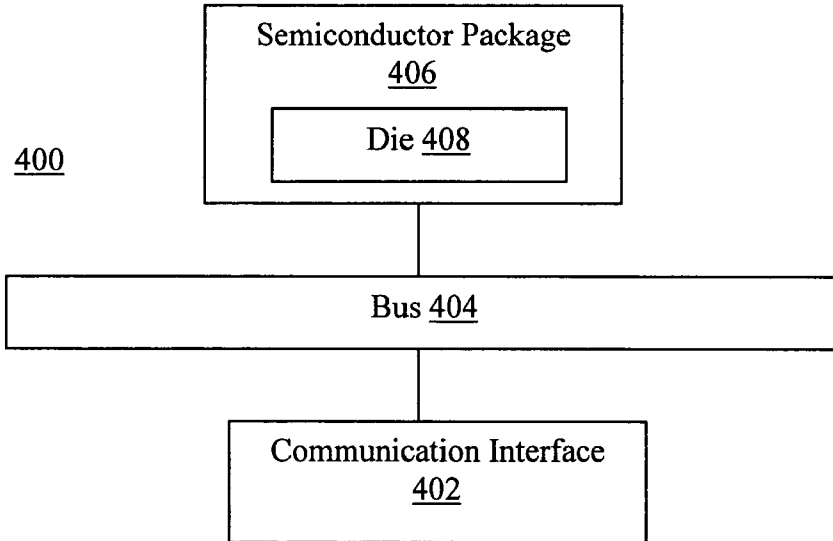 Semiconductor Package
406
Die 408
400
Bus 404
Communication Interface
402